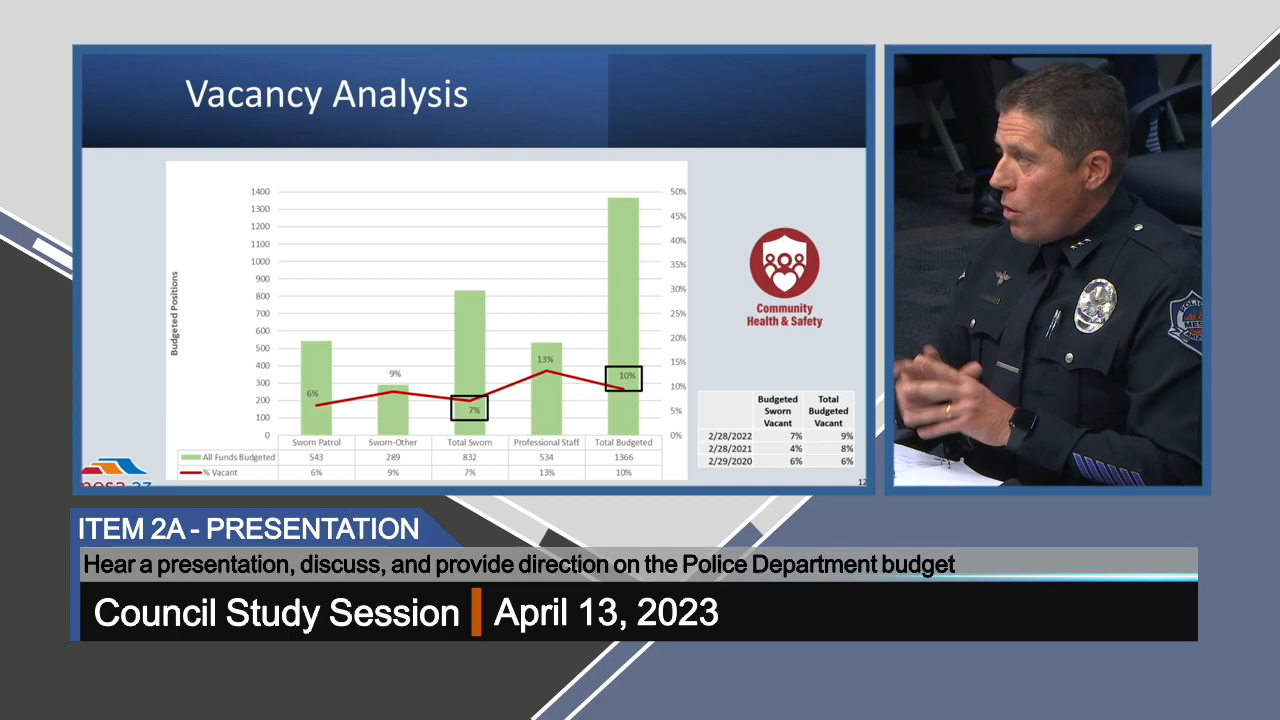 Vacancy Analysis
1400
1300
1200
1100
1000
900
800
700
600
500
400
300
200
100
0
Budgeted Positions
50%
45%
40%
35%
30%
25%
20%
15%
10%
5%
0%
6%
9%
7%
13%
10%
Sworn Patrol Sworn-Other Total Sworn Professional Staff Total Budgeted
All Funds Budgeted 543 289 832 534 1366
% Vacant 6% 9% 7% 13% 10%
Community
Health & Safety
Budgeted Sworn Vacant Total Budgeted Vacant
2/28/2022 7% 9%
2/28/2021 4% 8%
2/29/2020 6% 6%
mesa·az
12
POLICE
MESA
ITEM 2A - PRESENTATION
Hear a presentation, discuss, and provide direction on the Police Department budget
Council Study Session April 13, 2023